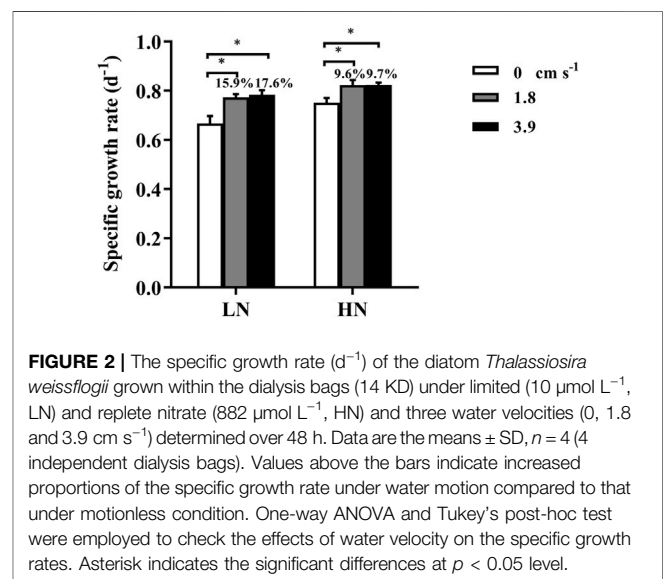 * *
* *
15.9% 17.6% 9.6% 9.7%
1.0
0.8
0.6
0.4
0.2
0.0
Specific growth rate (d⁻¹)
LN HN
0 cm s⁻¹
1.8
3.9
FIGURE 2 | The specific growth rate (d⁻¹) of the diatom Thalassiosira
weissflogii grown within the dialysis bags (14 KD) under limited (10 μmol L⁻¹,
LN) and replete nitrate (882 μmol L⁻¹, HN) and three water velocities (0, 1.8
and 3.9 cm s⁻¹) determined over 48 h. Data are the means ± SD, n = 4 (4
independent dialysis bags). Values above the bars indicate increased
proportions of the specific growth rate under water motion compared to that
under motionless condition. One-way ANOVA and Tukey's post-hoc test
were employed to check the effects of water velocity on the specific growth
rates. Asterisk indicates the significant differences at p < 0.05 level.